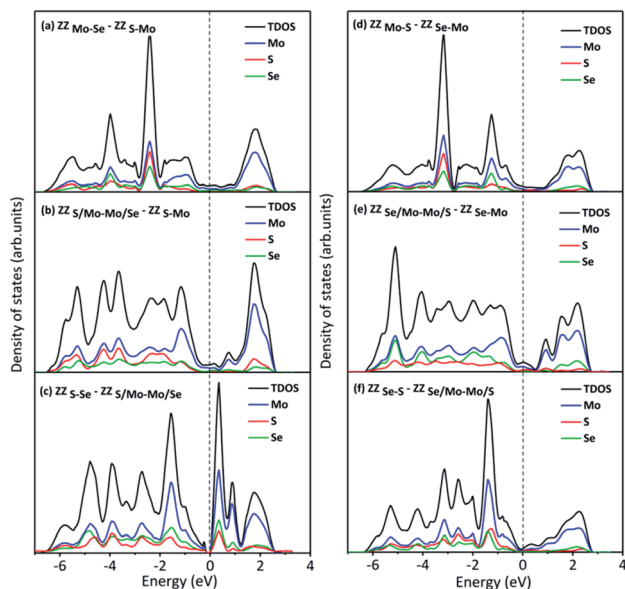 (a) ZZ Mo-Se - ZZ S-Mo
TDOS
Mo
S
Se
(b) ZZ S/Mo-Mo/Se - ZZ S-Mo
TDOS
Mo
S
Se
(c) ZZ S-Se - ZZ S/Mo-Mo/Se
TDOS
Mo
S
Se
Density of states (arb.units)
-6 -4 -2 0 2 4
Energy (eV)
(d) ZZ Mo-S - ZZ Se-Mo
TDOS
Mo
S
Se
(e) ZZ Se/Mo-Mo/S - ZZ Se-Mo
TDOS
Mo
S
Se
(f) ZZ Se-S - ZZ Se/Mo-Mo/S
TDOS
Mo
S
Se
Density of states (arb.units)
-6 -4 -2 0 2 4
Energy (eV)